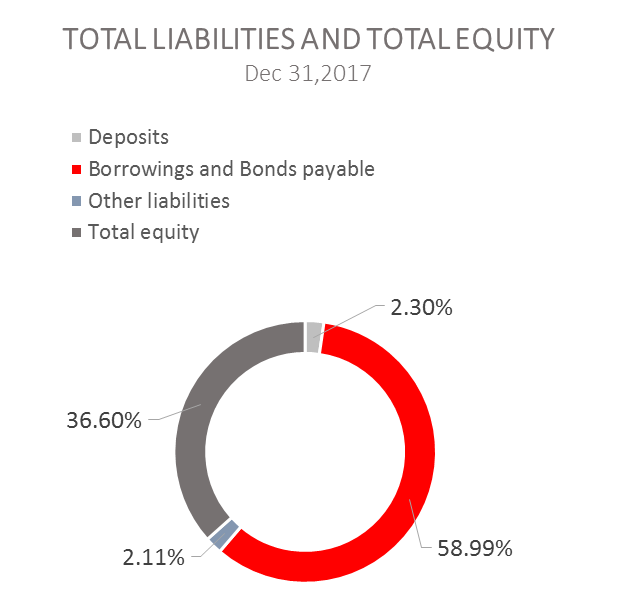 TOTAL LIABILITIES AND TOTAL EQUITY
Dec 31,2017
Deposits
Borrowings and Bonds payable
Other liabilities
Total equity
2.30%
36.60%
58.99%
2.11%